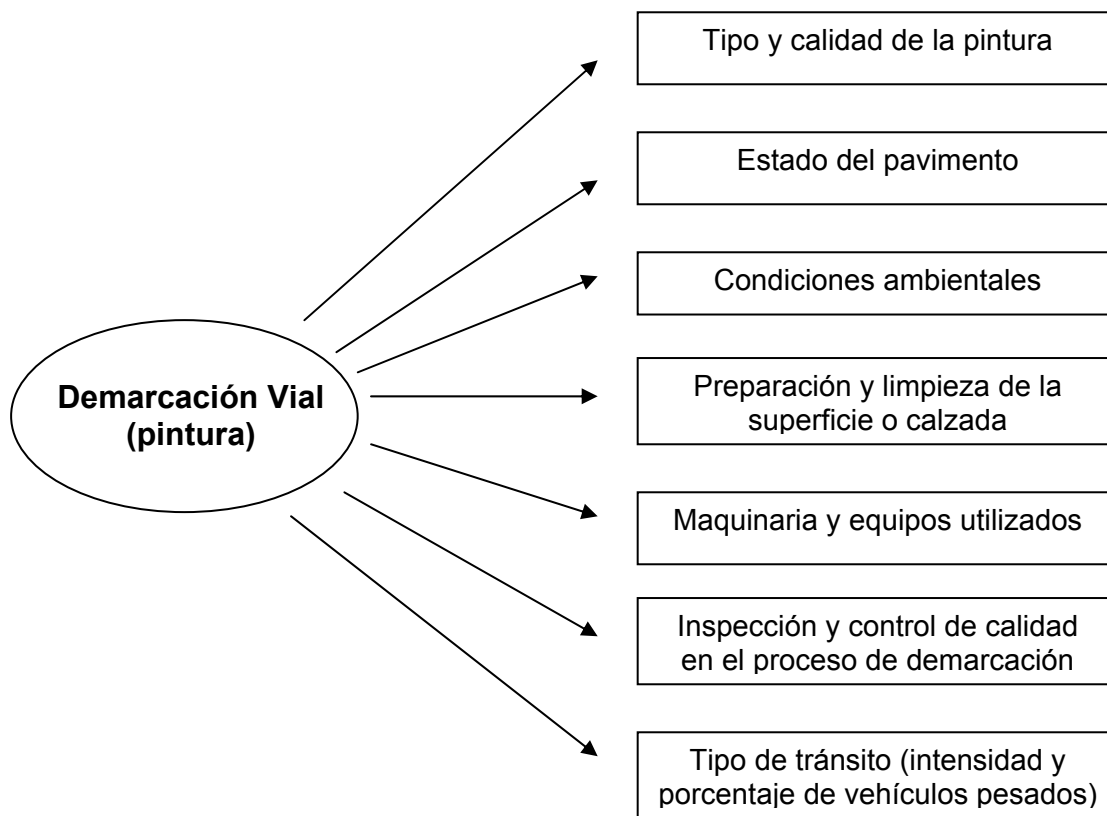 Tipo y calidad de la pintura
Estado del pavimento
Condiciones ambientales
Demarcación Vial
(pintura)
Preparación y limpieza de la
superficie o calzada
Maquinaria y equipos utilizados
Inspección y control de calidad
en el proceso de demarcación
Tipo de tránsito (intensidad y
porcentaje de vehículos pesados)